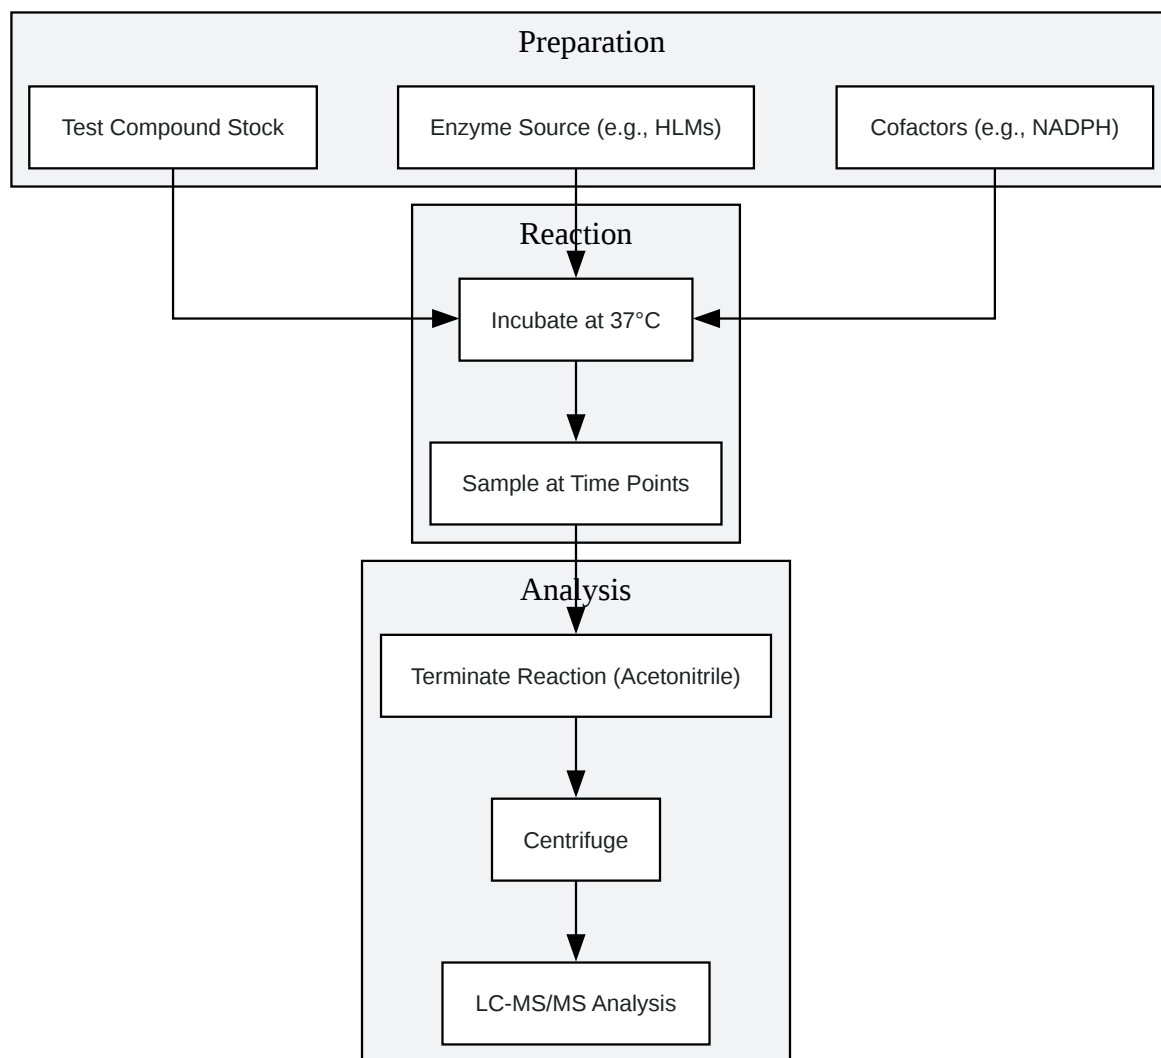 Preparation
Test Compound Stock
Enzyme Source (e.g., HLMs)
Cofactors (e.g., NADPH)
Reaction
Incubate at 37°C
Sample at Time Points
Analysis
Terminate Reaction (Acetonitrile)
Centrifuge
LC-MS/MS Analysis